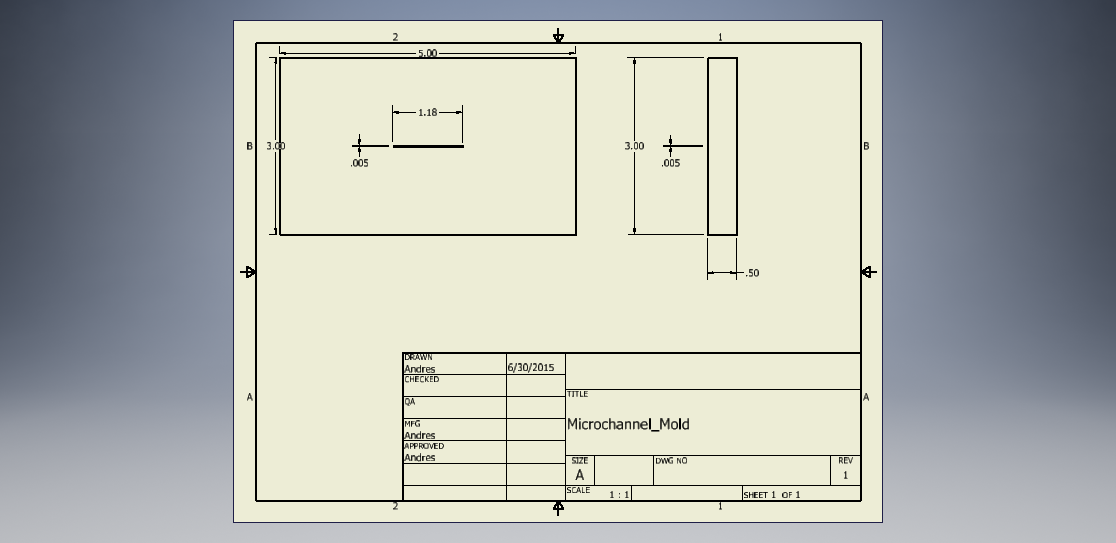 2 1
5.00
1.18
B 3.00 .005 3.00 .005 B
.50
DRAWN
Andres 6/30/2015
CHECKED
TITLE
A QA A
MFG
Andres
Microchannel_Mold
APPROVED
Andres
SIZE DWG NO REV
A 1
SCALE 1 : 1 SHEET 1 OF 1
2 1